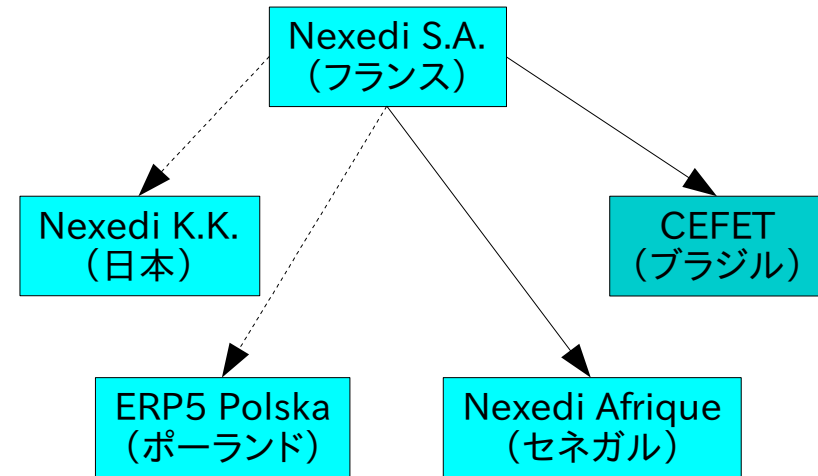 Nexedi S.A.
（フランス）
Nexedi K.K.
（日本）
CEFET
（ブラジル）
ERP5 Polska
（ポーランド）
Nexedi Afrique
（セネガル）